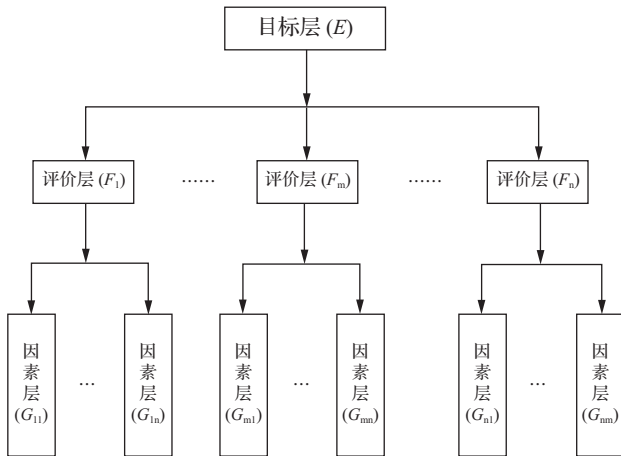 目标层 (E)
评价层 (F₁) …… 评价层 (Fₘ) …… 评价层 (Fₙ)
因素层 (G₁₁) … 因素层 (G₁ₙ) 因素层 (Gₘ₁) … 因素层 (Gₘₙ) 因素层 (Gₙ₁) … 因素层 (Gₙₘ)